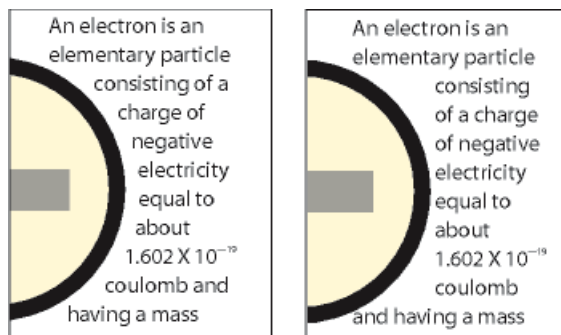 An electron is an
elementary particle
consisting of a
charge of
negative
electricity
equal to
about
1.602 X 10⁻¹⁹
coulomb and
having a mass
An electron is an
elementary particle
consisting
of a charge
of negative
electricity
equal to
about
1.602 X 10⁻¹⁹
coulomb
and having a mass